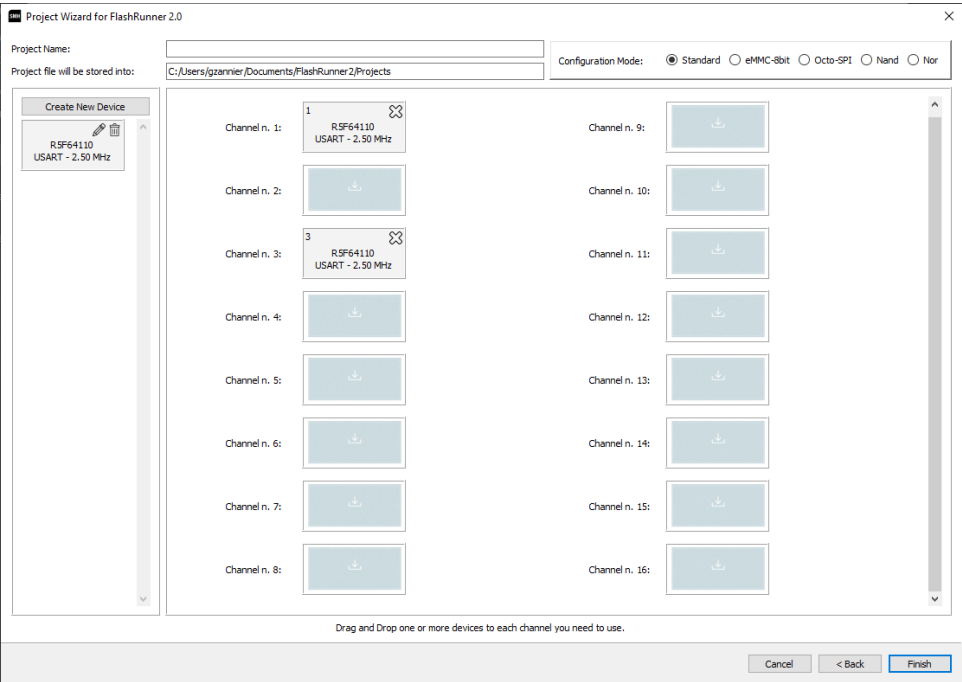 SMH Project Wizard for FlashRunner 2.0
Project Name:
Project file will be stored into: C:/Users/gzannier/Documents/FlashRunner2/Projects
Configuration Mode: Standard eMMC-8bit Octo-SPI Nand Nor
Create New Device
R5F64110
USART - 2.50 MHz
Channel n. 1:
1
R5F64110
USART - 2.50 MHz
Channel n. 2:
Channel n. 3:
3
R5F64110
USART - 2.50 MHz
Channel n. 4:
Channel n. 5:
Channel n. 6:
Channel n. 7:
Channel n. 8:
Channel n. 9:
Channel n. 10:
Channel n. 11:
Channel n. 12:
Channel n. 13:
Channel n. 14:
Channel n. 15:
Channel n. 16:
Drag and Drop one or more devices to each channel you need to use.
Cancel
< Back
Finish